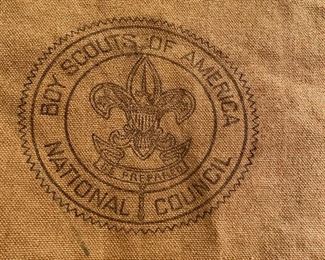 BOY SCOUTS OF AMERICA
BE PREPARED
NATIONAL COUNCIL